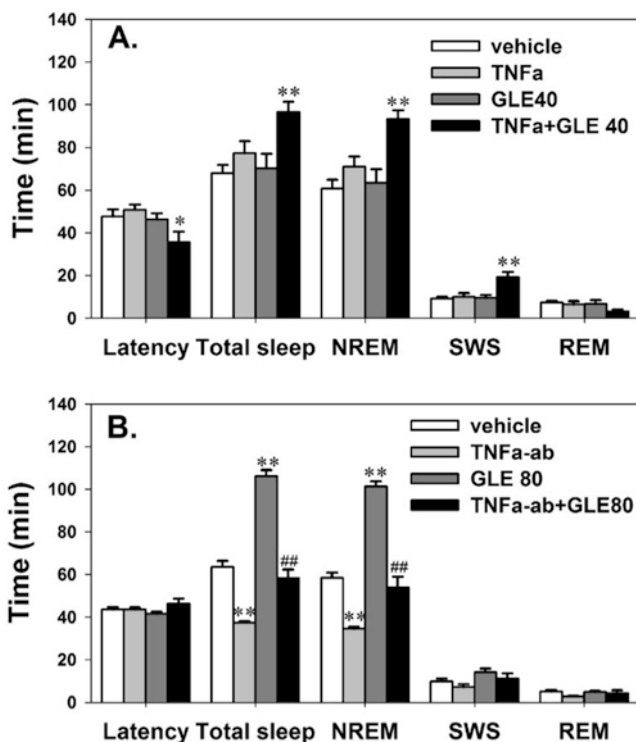 A.
vehicle
TNFa
GLE40
TNFa+GLE 40
Time (min)
140
120
100
80
60
40
20
0
*
**
**
**
Latency Total sleep NREM SWS REM
B.
vehicle
TNFa-ab
GLE 80
TNFa-ab+GLE80
Time (min)
140
120
100
80
60
40
20
0
** ** ##
** ** ##
Latency Total sleep NREM SWS REM